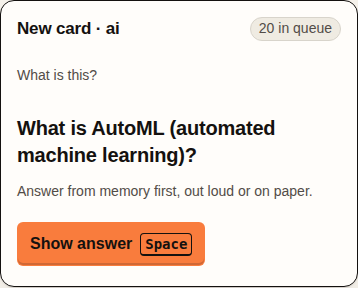 New card · ai
20 in queue
What is this?
What is AutoML (automated
machine learning)?
Answer from memory first, out loud or on paper.
Show answer Space